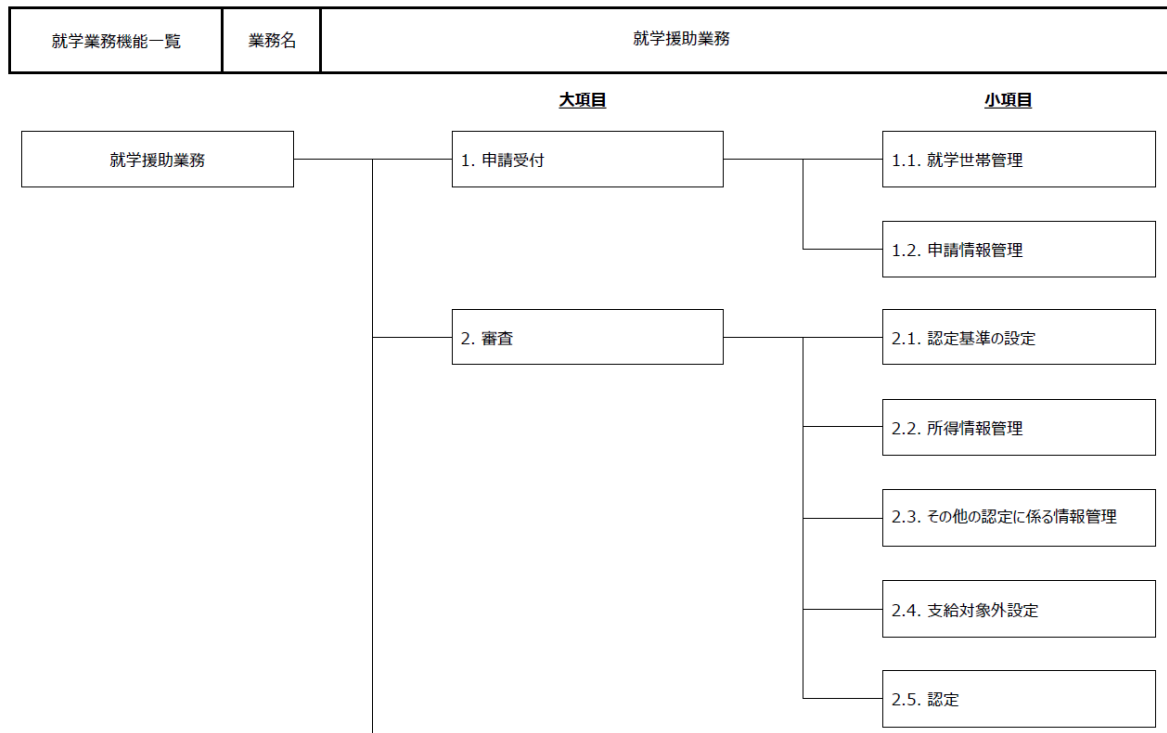 就学業務機能一覧
業務名
就学援助業務
大項目
小項目
就学援助業務
1. 申請受付
1.1. 就学世帯管理
1.2. 申請情報管理
2. 審査
2.1. 認定基準の設定
2.2. 所得情報管理
2.3. その他の認定に係る情報管理
2.4. 支給対象外設定
2.5. 認定